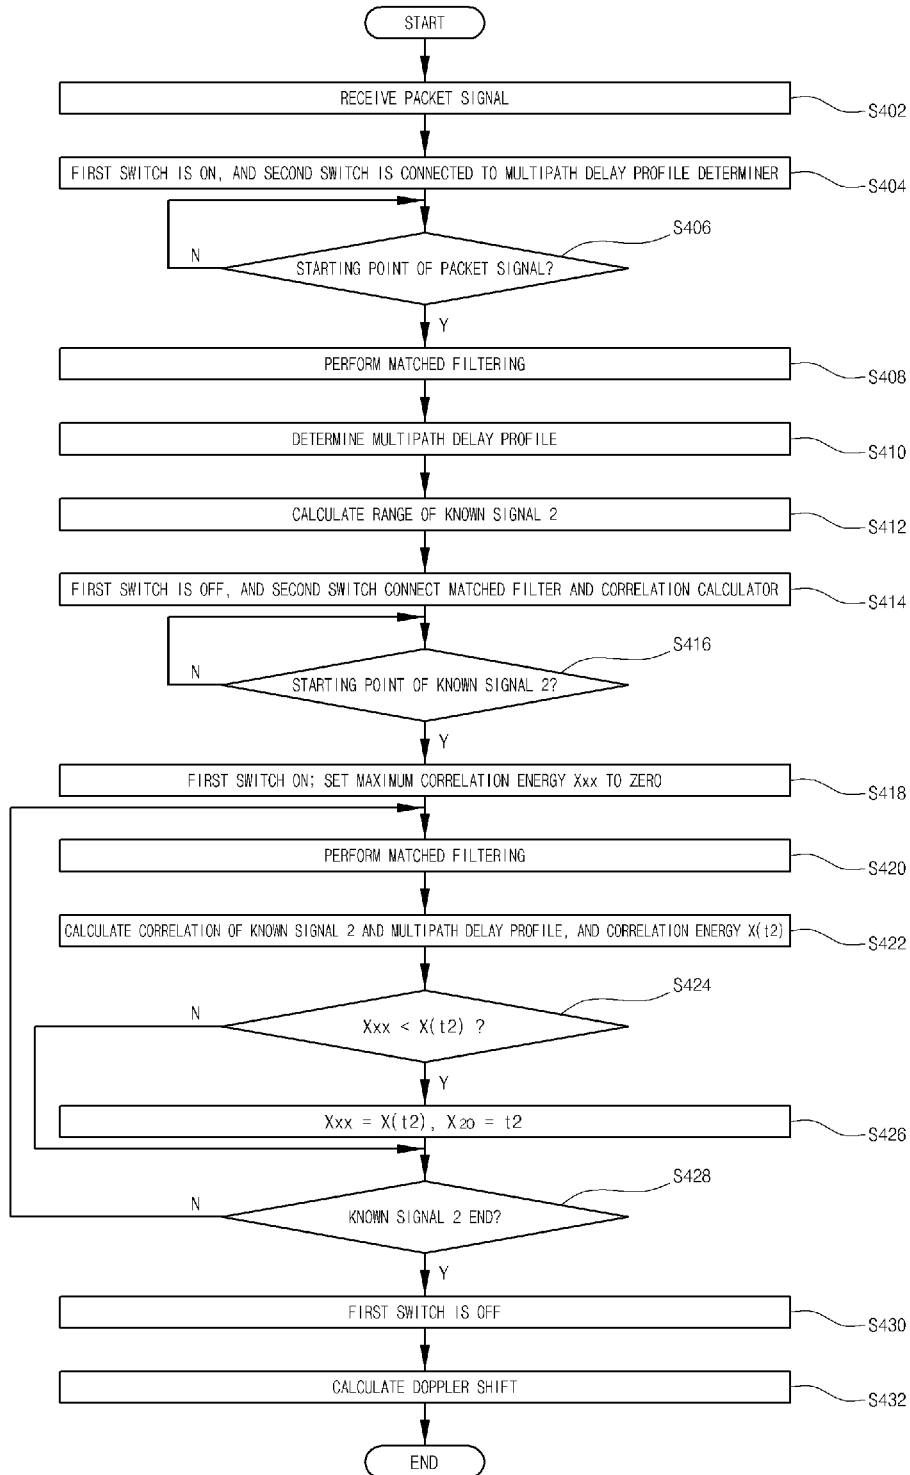 START
RECEIVE PACKET SIGNAL
S402
FIRST SWITCH IS ON, AND SECOND SWITCH IS CONNECTED TO MULTIPATH DELAY PROFILE DETERMINER
S404
S406
N
STARTING POINT OF PACKET SIGNAL?
Y
PERFORM MATCHED FILTERING
S408
DETERMINE MULTIPATH DELAY PROFILE
S410
CALCULATE RANGE OF KNOWN SIGNAL 2
S412
FIRST SWITCH IS OFF, AND SECOND SWITCH CONNECT MATCHED FILTER AND CORRELATION CALCULATOR
S414
S416
N
STARTING POINT OF KNOWN SIGNAL 2?
Y
FIRST SWITCH ON; SET MAXIMUM CORRELATION ENERGY Xxx TO ZERO
S418
PERFORM MATCHED FILTERING
S420
CALCULATE CORRELATION OF KNOWN SIGNAL 2 AND MULTIPATH DELAY PROFILE, AND CORRELATION ENERGY X(t2)
S422
S424
N
Xxx < X(t2) ?
Y
Xxx = X(t2), X20 = t2
S426
S428
N
KNOWN SIGNAL 2 END?
Y
FIRST SWITCH IS OFF
S430
CALCULATE DOPPLER SHIFT
S432
END